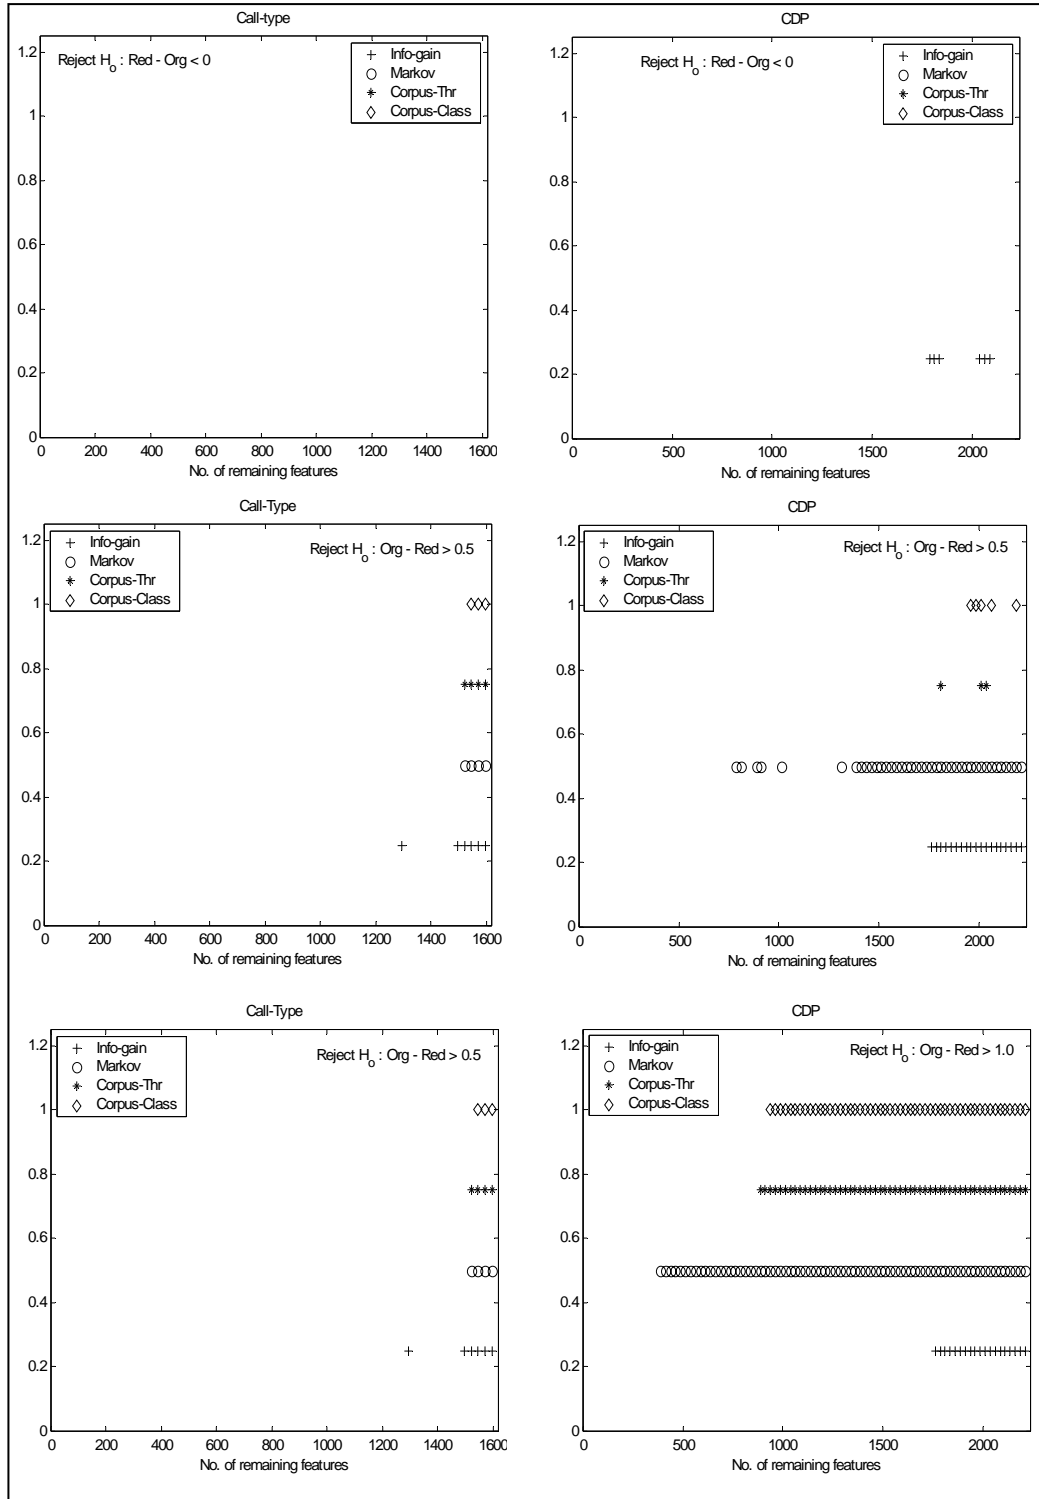 Call-type
1.2
1
0.8
0.6
0.4
0.2
0
Reject Ho : Red - Org < 0
Info-gain
Markov
Corpus-Thr
Corpus-Class
0 200 400 600 800 1000 1200 1400 1600
No. of remaining features
CDP
1.2
1
0.8
0.6
0.4
0.2
0
Reject Ho : Red - Org < 0
Info-gain
Markov
Corpus-Thr
Corpus-Class
0 500 1000 1500 2000
No. of remaining features
Call-Type
1.2
1
0.8
0.6
0.4
0.2
0
Info-gain
Markov
Corpus-Thr
Corpus-Class
Reject Ho : Org - Red > 0.5
0 200 400 600 800 1000 1200 1400 1600
No. of remaining features
CDP
1.2
1
0.8
0.6
0.4
0.2
0
Info-gain
Markov
Corpus-Thr
Corpus-Class
Reject Ho : Org - Red > 0.5
0 500 1000 1500 2000
No. of remaining features
Call-Type
1.2
1
0.8
0.6
0.4
0.2
0
Info-gain
Markov
Corpus-Thr
Corpus-Class
Reject Ho : Org - Red > 0.5
0 200 400 600 800 1000 1200 1400 1600
No. of remaining features
CDP
1.2
1
0.8
0.6
0.4
0.2
0
Info-gain
Markov
Corpus-Thr
Corpus-Class
Reject Ho : Org - Red > 1.0
0 500 1000 1500 2000
No. of remaining features